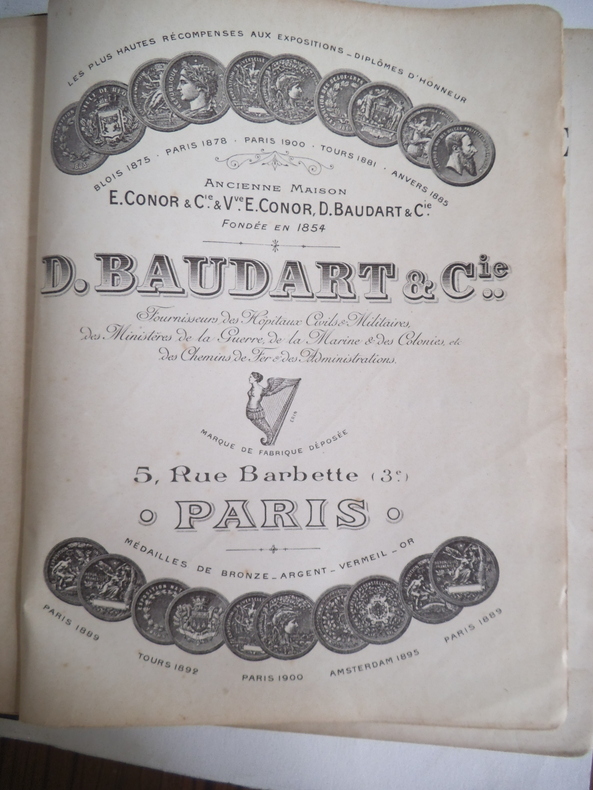 LES PLUS HAUTES RÉCOMPENSES AUX EXPOSITIONS _ DIPLÔMES D'HONNEUR
BLOIS 1875 · PARIS 1878 · PARIS 1900 · TOURS 1881 · ANVERS 1885
ANCIENNE MAISON
E. CONOR & Cie & Vve E. CONOR, D. BAUDART & Cie
FONDÉE EN 1854
D. BAUDART & Cie
Fournisseurs des Hôpitaux Civils & Militaires,
des Ministères de la Guerre, de la Marine & des Colonies, etc
des Chemins de Fer & des Administrations.
MARQUE DE FABRIQUE DÉPOSÉE
5, Rue Barbette (3e)
PARIS
MÉDAILLES DE BRONZE _ ARGENT _ VERMEIL _ OR
PARIS 1899
TOURS 1892
PARIS 1900
AMSTERDAM 1895
PARIS 1889